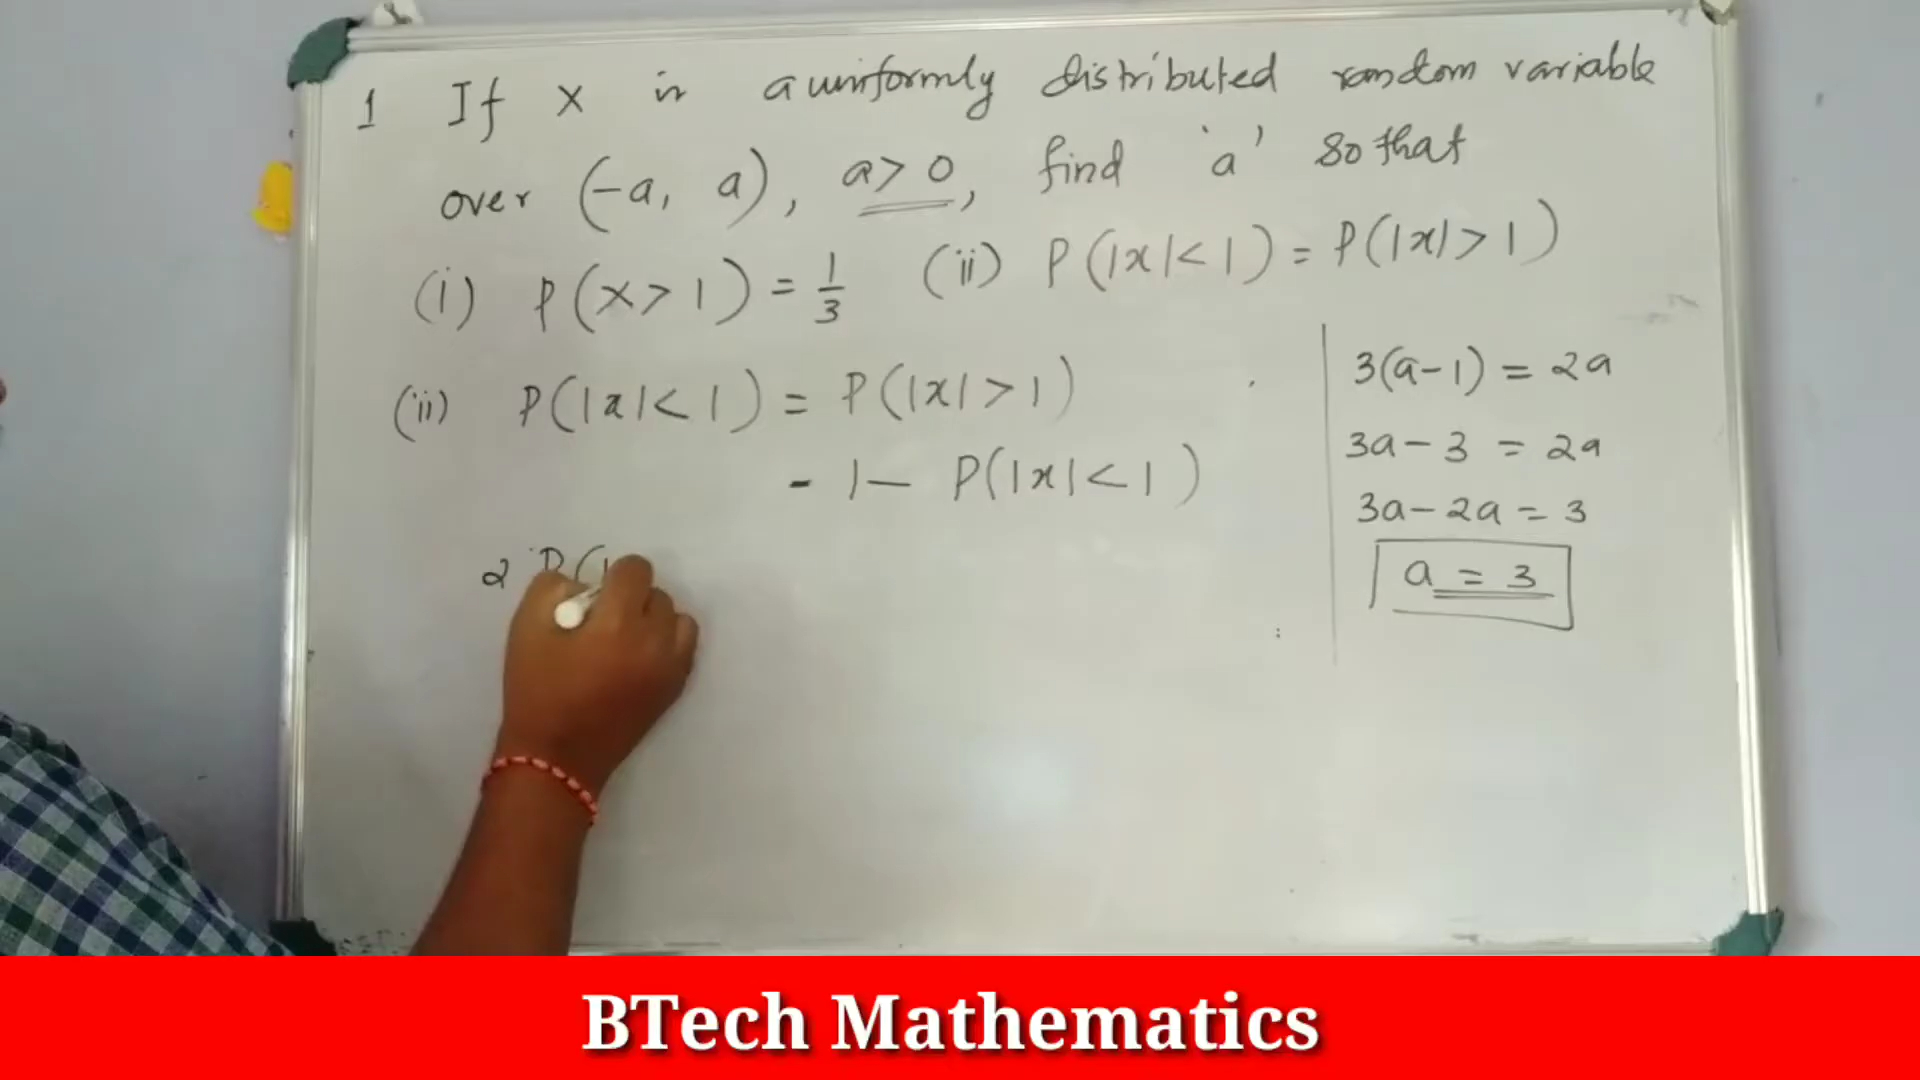 1 If X is a uniformly distributed random variable
over (-a, a), a > 0, find 'a' so that
(i) P(X > 1) = 1/3 (ii) P(|x| < 1) = P(|x| > 1)
(ii) P(|x| < 1) = P(|x| > 1)
- 1 - P(|x| < 1)
2 P(|
3(a-1) = 2a
3a - 3 = 2a
3a - 2a = 3
a = 3
BTech Mathematics